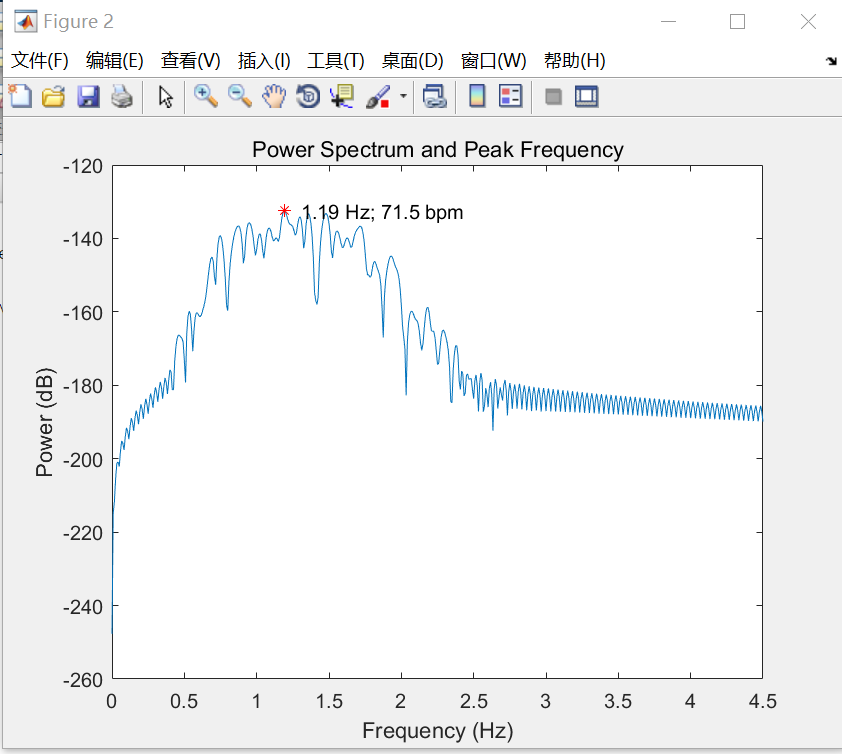 Figure 2
文件(F) 编辑(E) 查看(V) 插入(I) 工具(T) 桌面(D) 窗口(W) 帮助(H)
Power Spectrum and Peak Frequency
1.19 Hz; 71.5 bpm
Power (dB)
-120
-140
-160
-180
-200
-220
-240
-260
0 0.5 1 1.5 2 2.5 3 3.5 4 4.5
Frequency (Hz)